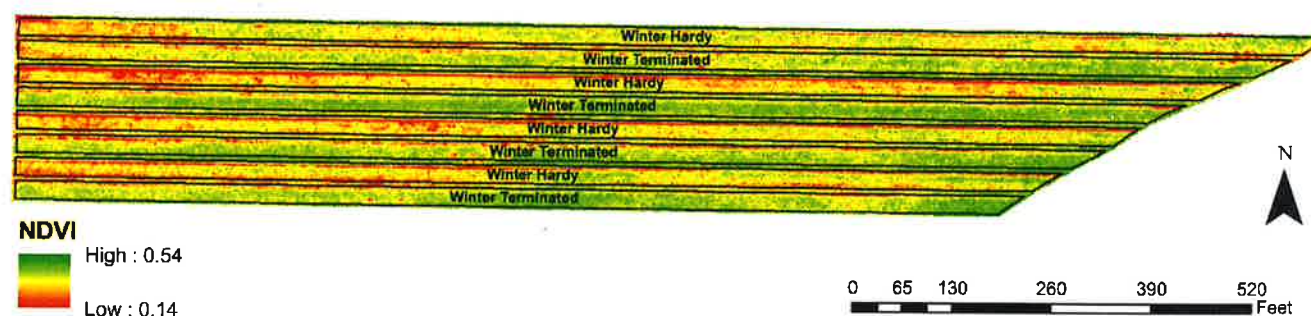 Winter Hardy
Winter Terminated
Winter Hardy
Winter Terminated
Winter Hardy
Winter Terminated
Winter Hardy
Winter Terminated
N
NDVI
High : 0.54
Low : 0.14
0 65 130 260 390 520
Feet